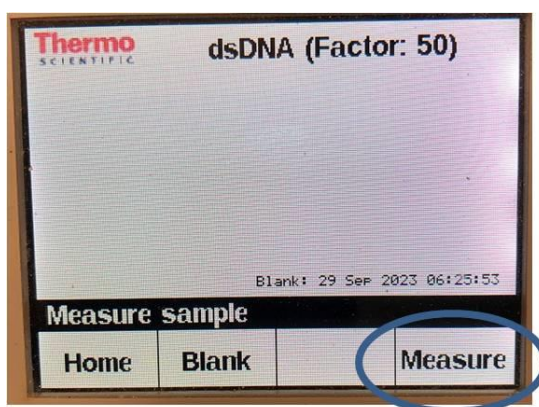 Thermo
SCIENTIFIC
dsDNA (Factor: 50)
Blank: 29 Sep 2023 06:25:53
Measure sample
Home Blank Measure